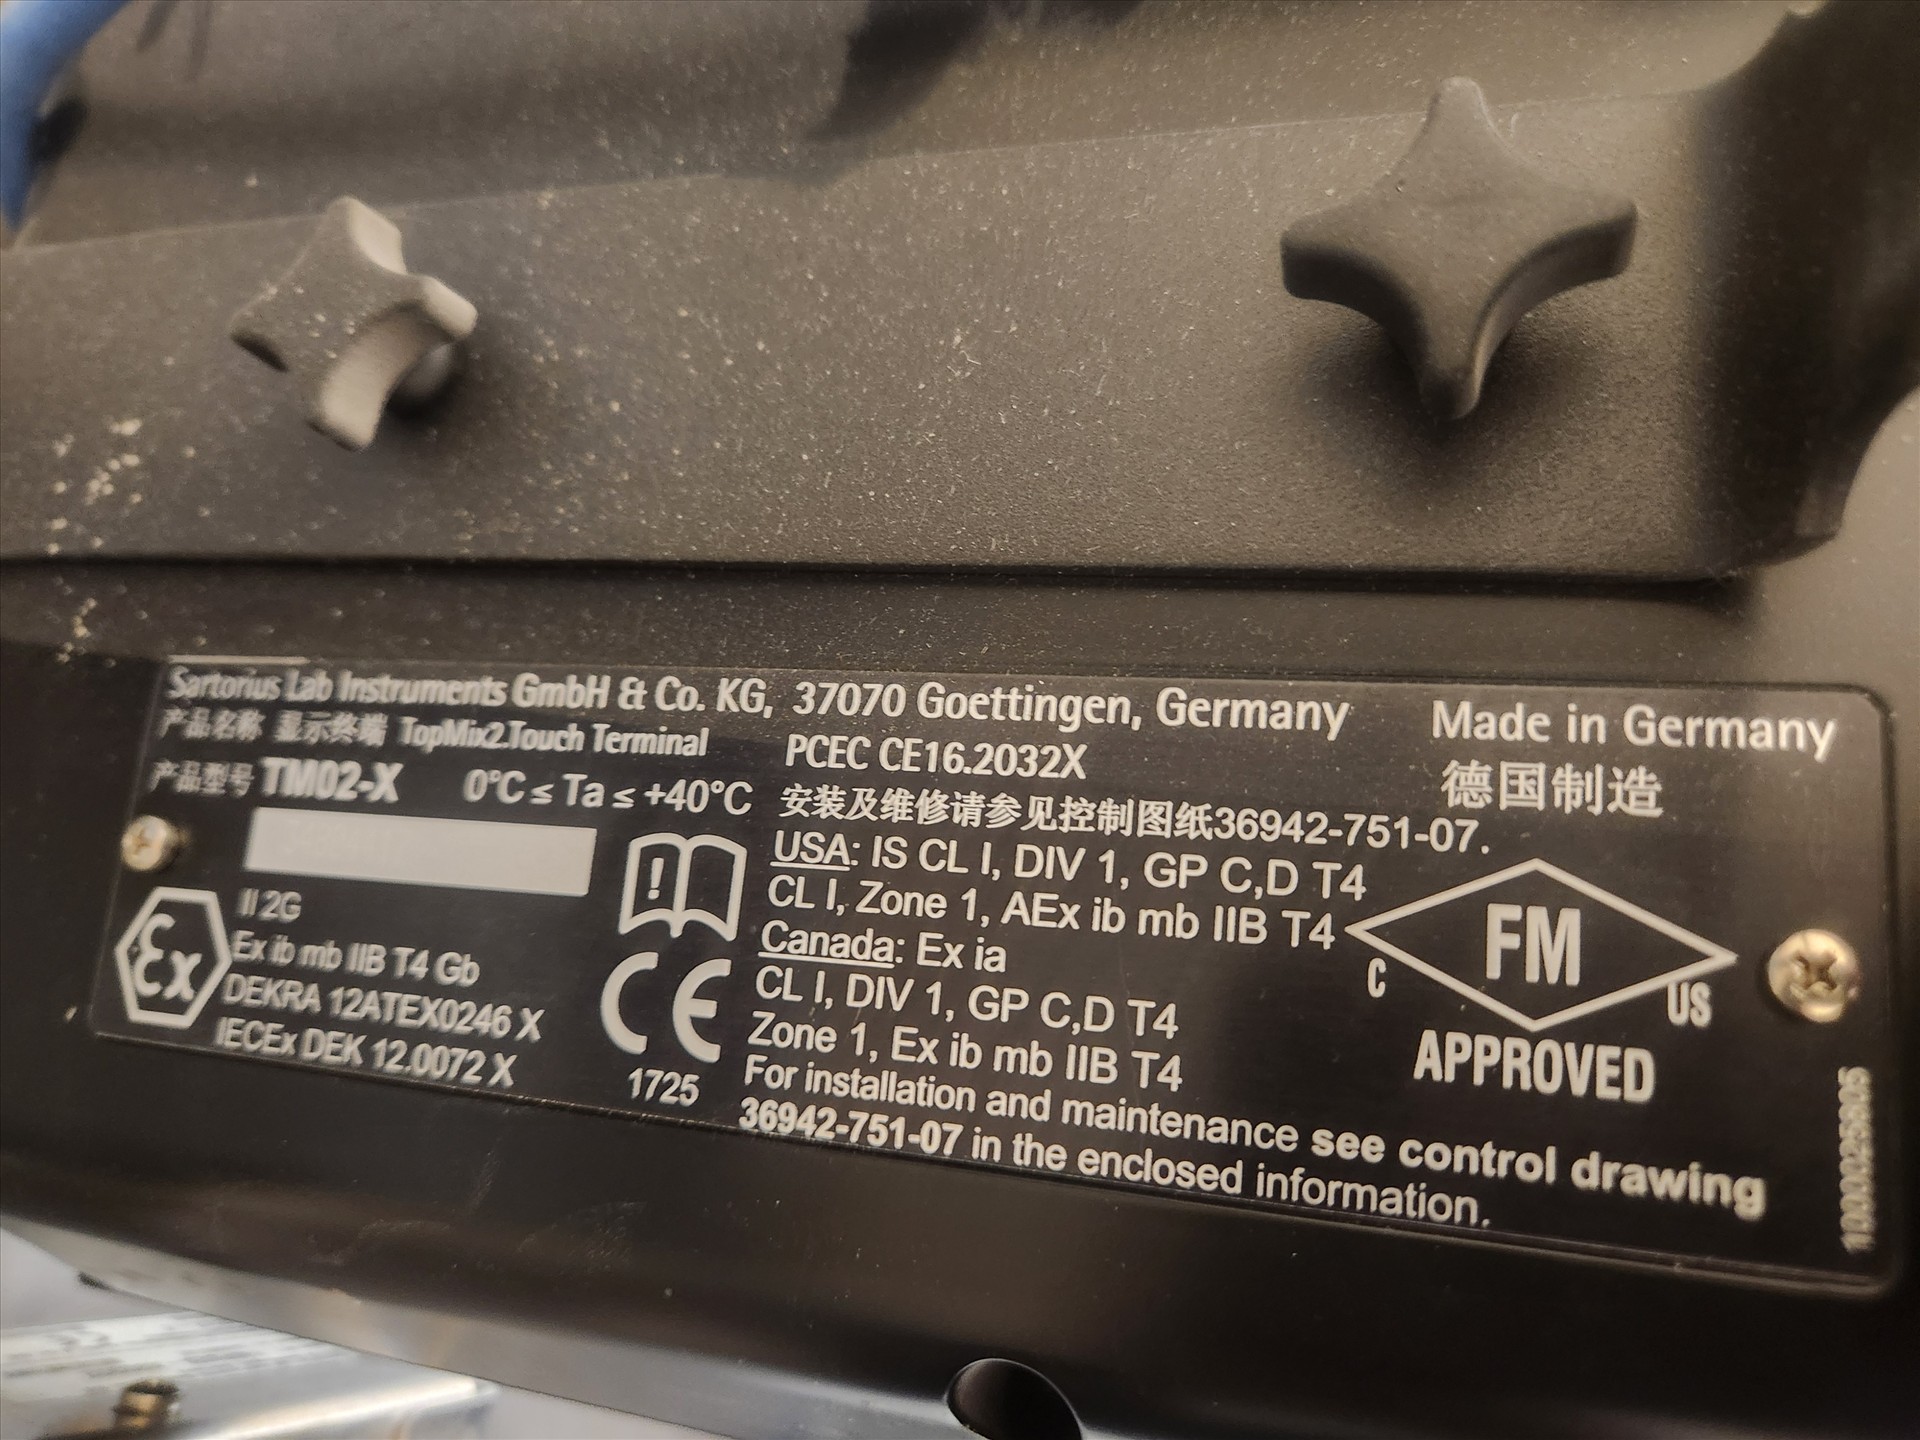 Sartorius Lab Instruments GmbH & Co. KG, 37070 Goettingen, Germany
Made in Germany
德国制造
产品名称 显示终端 TopMix2.Touch Terminal
PCEC CE16.2032X
产品型号 TM02-X 0°C ≤ Ta ≤ +40°C
安装及维修请参见控制图纸36942-751-07.
II 2G
Ex ib mb IIB T4 Gb
DEKRA 12ATEX0246 X
IECEx DEK 12.0072 X
Ex
CE
1725
USA: IS CL I, DIV 1, GP C,D T4
CL I, Zone 1, AEx ib mb IIB T4
Canada: Ex ia
CL I, DIV 1, GP C,D T4
Zone 1, Ex ib mb IIB T4
For installation and maintenance see control drawing
36942-751-07 in the enclosed information.
FM
C US
APPROVED